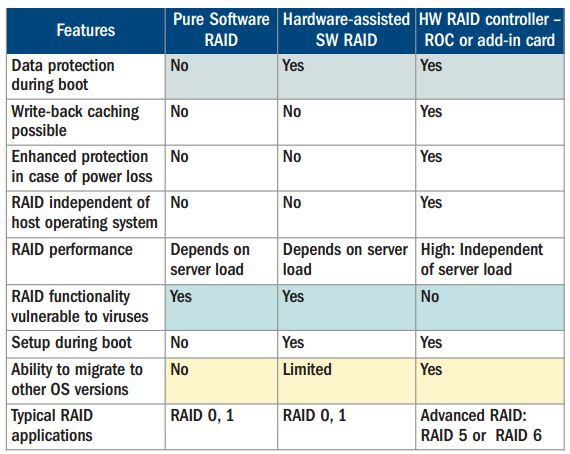 Features Pure Software RAID Hardware-assisted SW RAID HW RAID controller – ROC or add-in card
Data protection during boot No Yes Yes
Write-back caching possible No No Yes
Enhanced protection in case of power loss No No Yes
RAID independent of host operating system No No Yes
RAID performance Depends on server load Depends on server load High: Independent of server load
RAID functionality vulnerable to viruses Yes Yes No
Setup during boot No Yes Yes
Ability to migrate to other OS versions No Limited Yes
Typical RAID applications RAID 0, 1 RAID 0, 1 Advanced RAID: RAID 5 or RAID 6